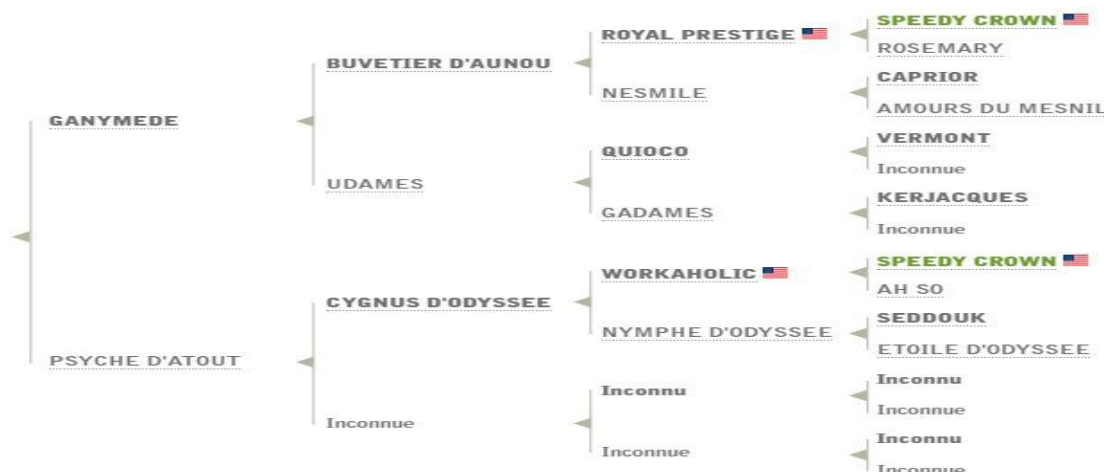 SPEEDY CROWN
ROYAL PRESTIGE
ROSEMARY
BUVETIER D'AUNOU
CAPRIOR
NESMILE
AMOURS DU MESNIL
GANYMEDE
VERMONT
QUIOCO
Inconnue
UDAMES
KERJACQUES
GADAMES
Inconnue
SPEEDY CROWN
WORKAHOLIC
AH SO
CYGNUS D'ODYSSEE
SEDDOUK
NYMPHE D'ODYSSEE
ETOILE D'ODYSSEE
PSYCHE D'ATOUT
Inconnu
Inconnu
Inconnue
Inconnue
Inconnu
Inconnue
Inconnue